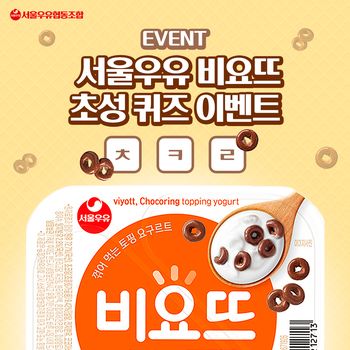 서울우유협동조합
EVENT
서울우유 비요뜨
초성 퀴즈 이벤트
ㅊ ㅋ ㄹ
viyott, Chocoring topping yogurt
서울우유
꺾어 먹는 토핑 요구르트
비요뜨